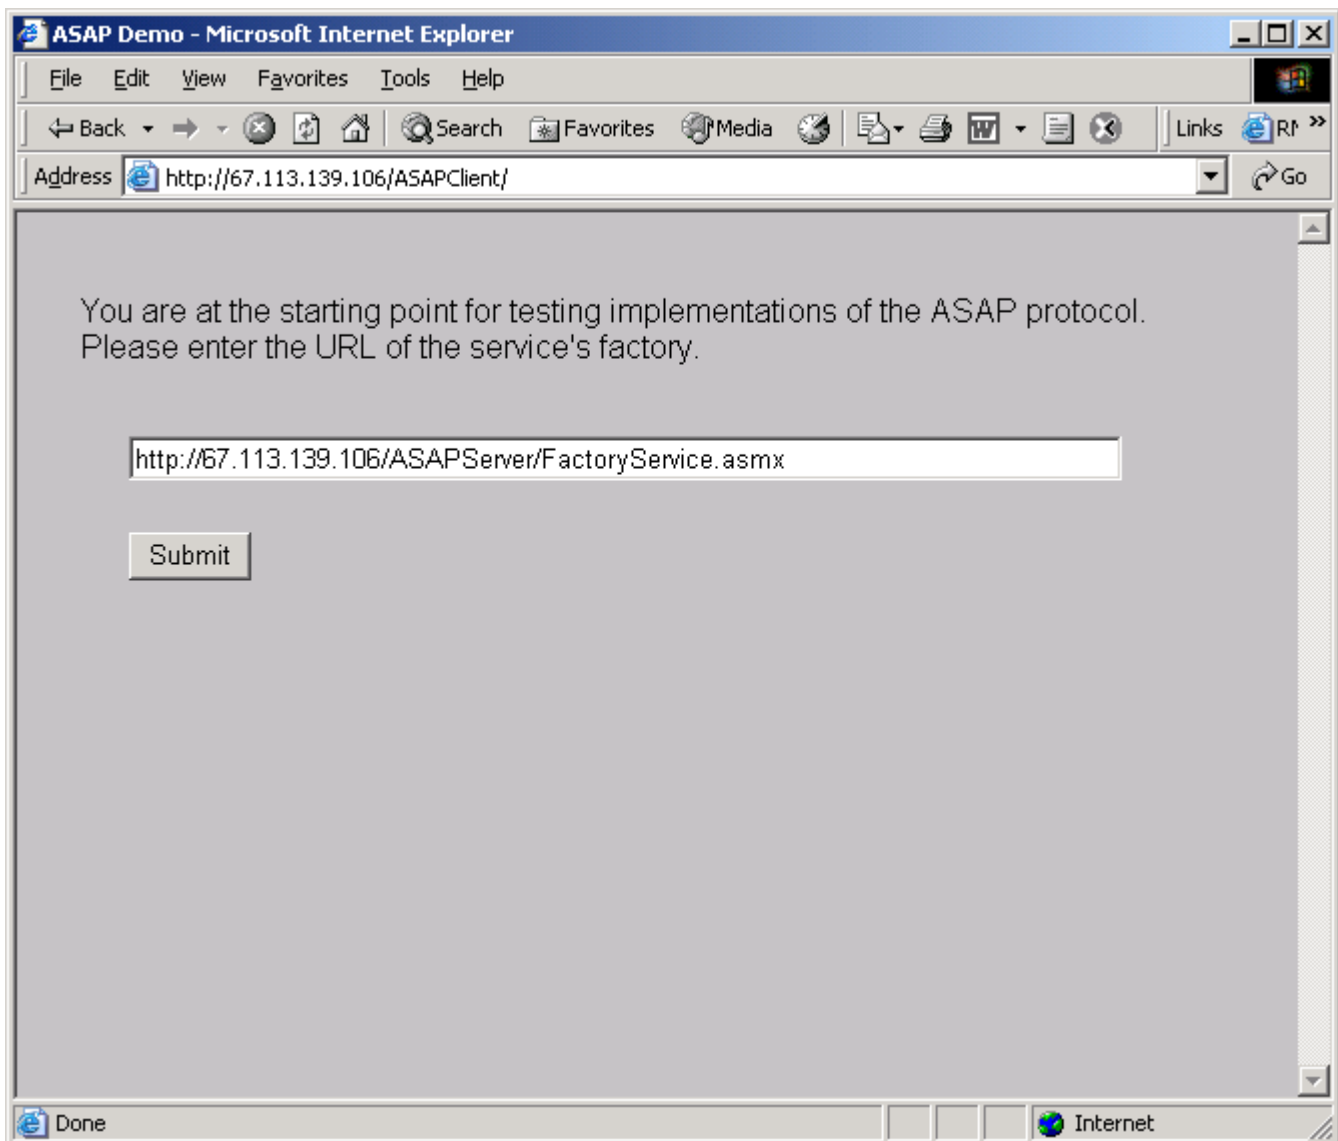 ASAP Demo - Microsoft Internet Explorer
File Edit View Favorites Tools Help
Back Search Favorites Media Links
Address http://67.113.139.106/ASAPClient/ Go
You are at the starting point for testing implementations of the ASAP protocol.
Please enter the URL of the service's factory.
http://67.113.139.106/ASAPServer/FactoryService.asmx
Submit
Done Internet